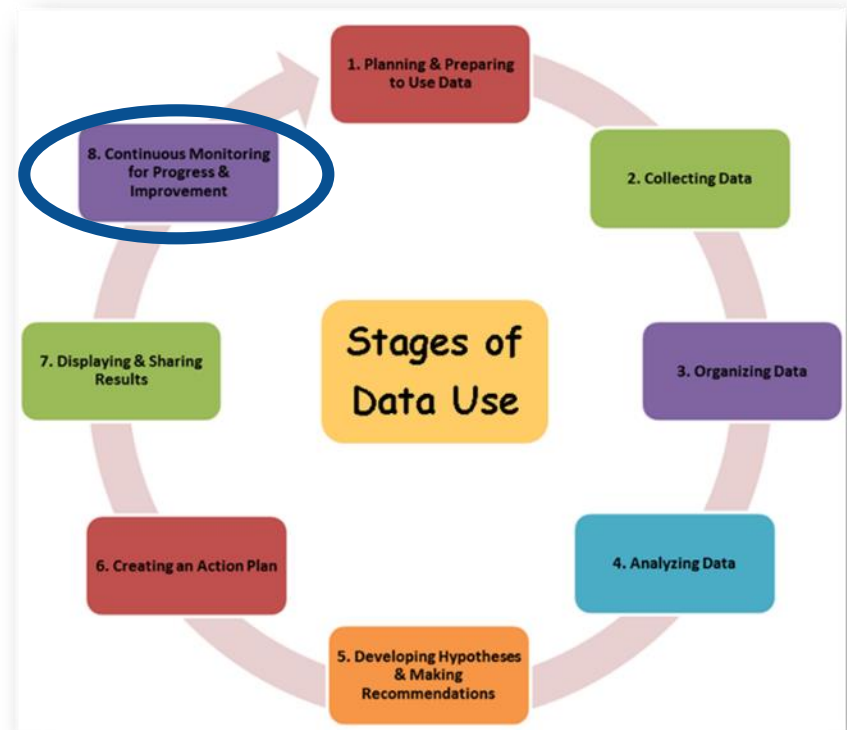 1. Planning & Preparing
to Use Data
2. Collecting Data
3. Organizing Data
4. Analyzing Data
5. Developing Hypotheses
& Making
Recommendations
6. Creating an Action Plan
7. Displaying & Sharing
Results
8. Continuous Monitoring
for Progress &
Improvement
Stages of
Data Use